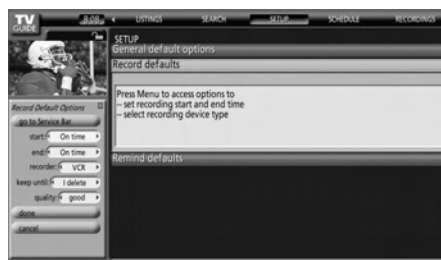 TV
GUIDE
8:08
LISTINGS SEARCH SETUP SCHEDULE RECORDINGS
SETUP
General default options
Record defaults
Press Menu to access options to
– set recording start and end time
– select recording device type
Remind defaults
Record Default Options
go to Service Bar
start: On time
end: On time
recorder: VCR
keep until: I delete
quality: good
done
cancel